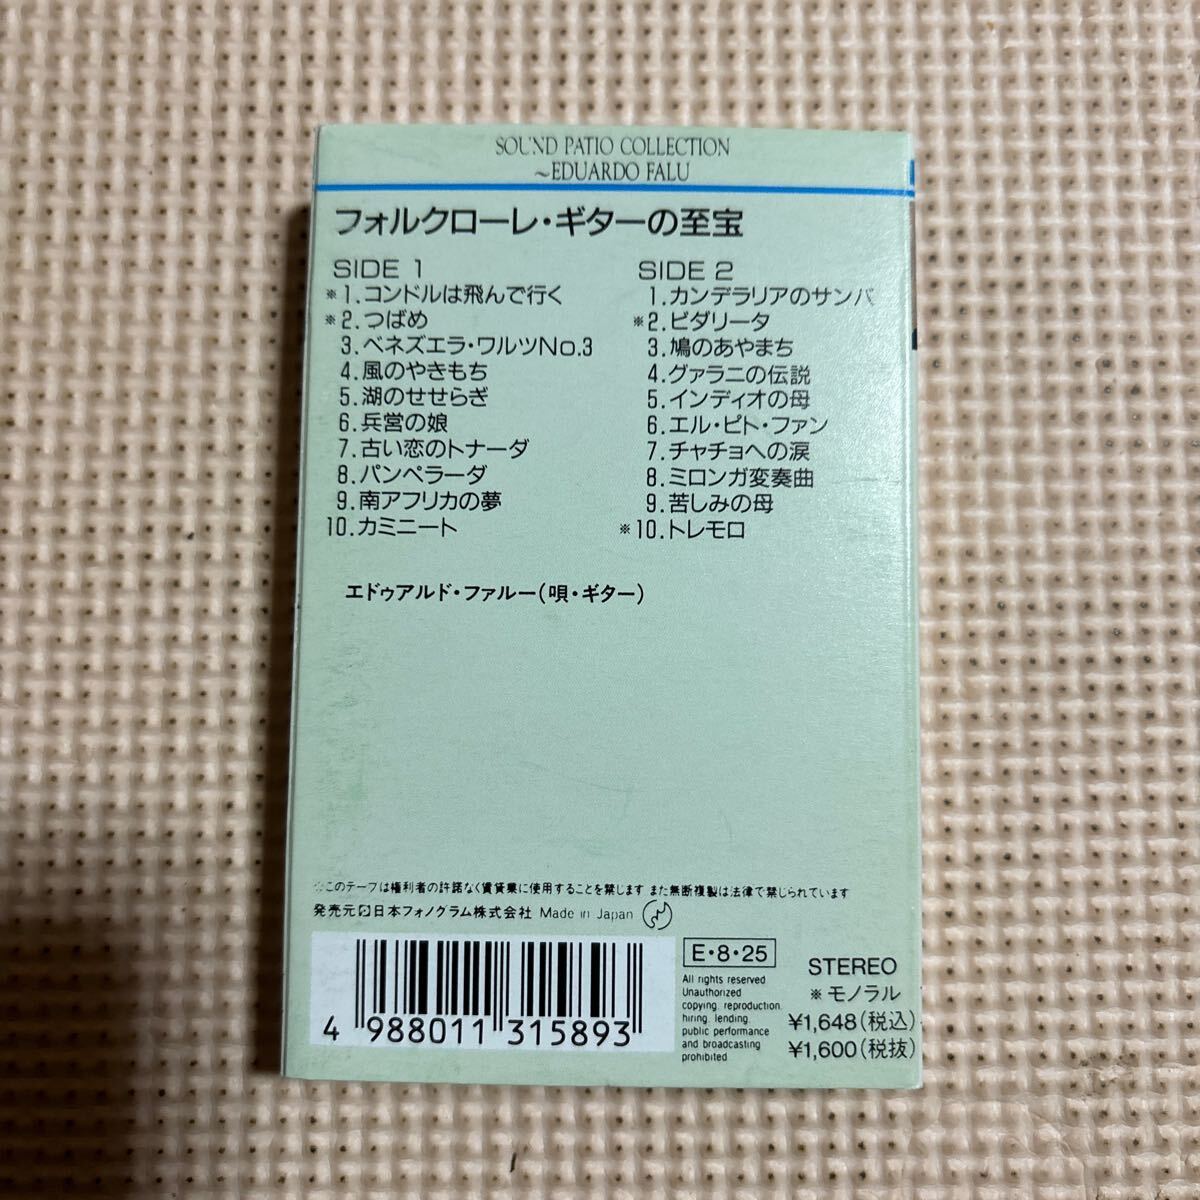 SOUND PATIO COLLECTION
~EDUARDO FALU
フォルクローレ・ギターの至宝
SIDE 1
※1.コンドルは飛んで行く
※2.つばめ
3.ベネズエラ・ワルツNo.3
4.風のやきもち
5.湖のせせらぎ
6.兵営の娘
7.古い恋のトナーダ
8.パンペラーダ
9.南アフリカの夢
10.カミニート
SIDE 2
1.カンデラリアのサンバ
※2.ビダリータ
3.鳩のあやまち
4.グァラニの伝説
5.インディオの母
6.エル・ピト・ファン
7.チャチョへの涙
8.ミロンガ変奏曲
9.苦しみの母
※10.トレモロ
エドゥアルド・ファルー(唄・ギター)
※このテープは権利者の許諾なく賃貸業に使用することを禁じます また無断複製は法律で禁じられています
発売元 日本フォノグラム株式会社 Made in Japan
4 988011 315893
E・8・25
All rights reserved
Unauthorized
copying, reproduction,
hiring, lending,
public performance
and broadcasting
prohibited
STEREO
※モノラル
¥1,648(税込)
¥1,600(税抜)